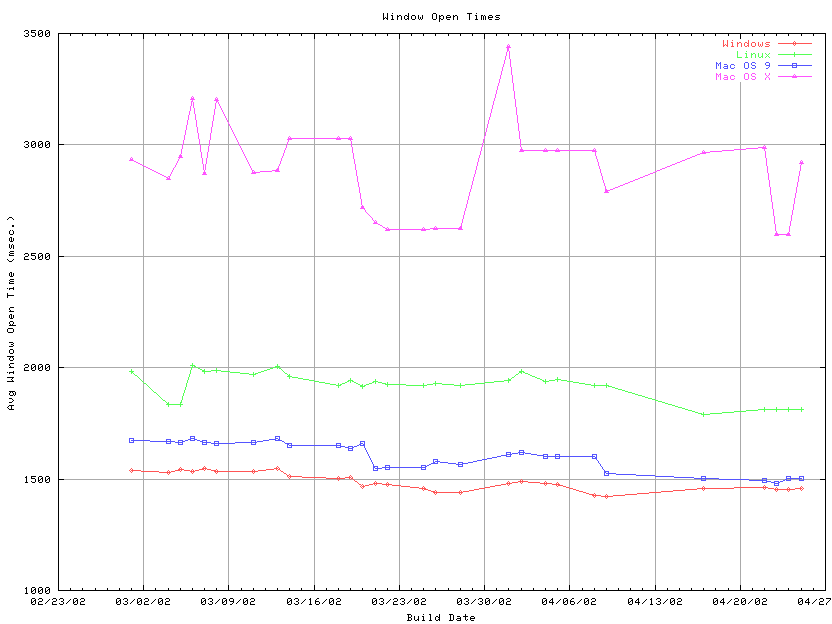 Window Open Times
3500
3000
2500
2000
1500
1000
Avg Window Open Time (msec.)
Windows
Linux
Mac OS 9
Mac OS X
02/23/02 03/02/02 03/09/02 03/16/02 03/23/02 03/30/02 04/06/02 04/13/02 04/20/02 04/27
Build Date